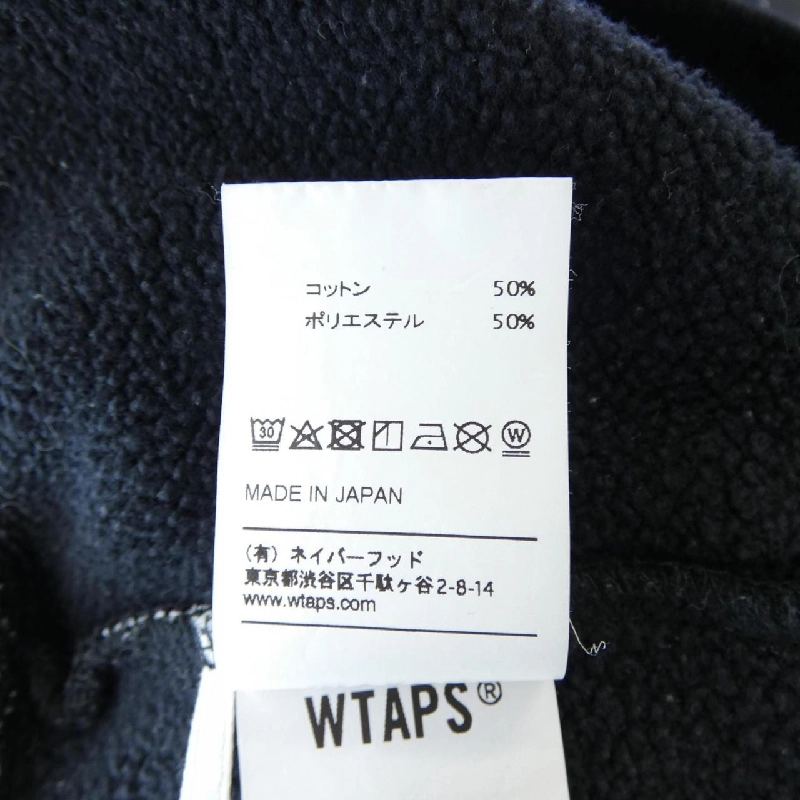 コットン 50%
ポリエステル 50%
30 W
MADE IN JAPAN
(有) ネイバーフッド
東京都渋谷区千駄ヶ谷2-8-14
www.wtaps.com
WTAPS®